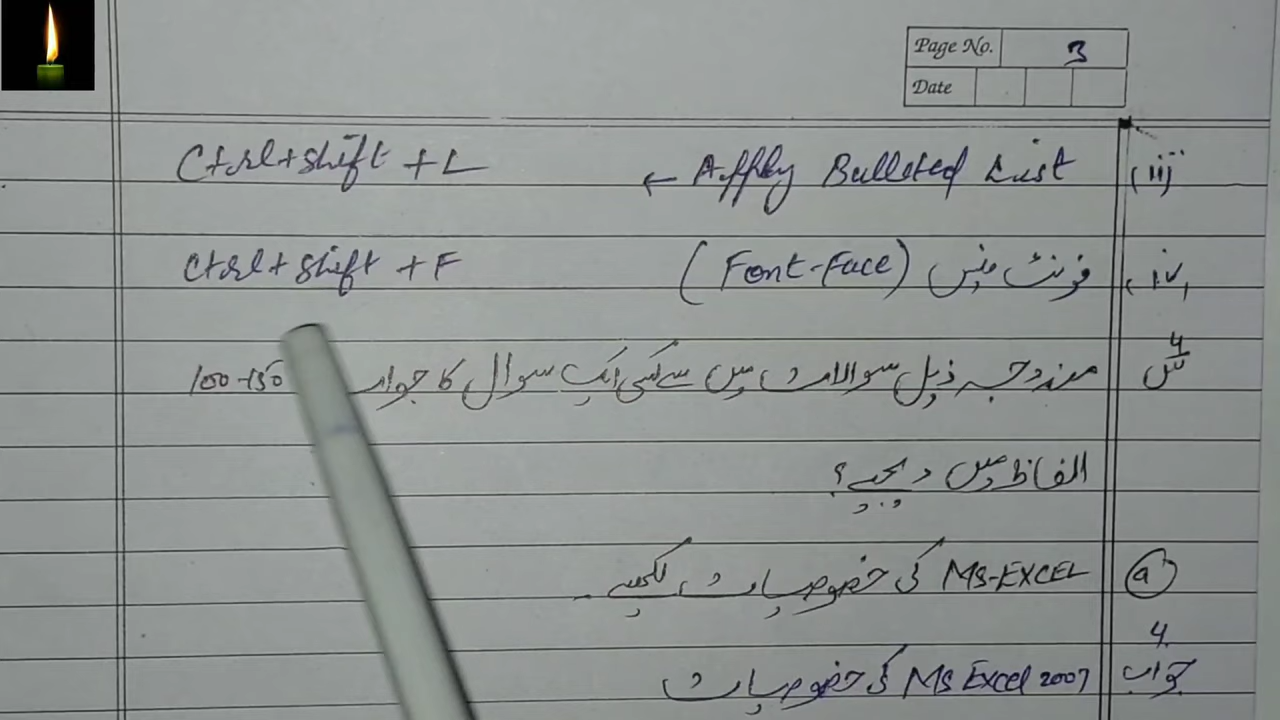 Page No. 3
Date
(iii) Apply Bulleted List ← Ctrl+Shift+L
(iv) فونٹ میں (Font-Face) Ctrl+Shift+F
س 4 مندرجہ ذیل سوالات میں سے کسی ایک سوال کا جواب 100-150
الفاظ میں دیجیے؟
(a) MS-EXCEL کی خصوصیات لکھیے۔
4
جواب MS Excel 2007 کی خصوصیات